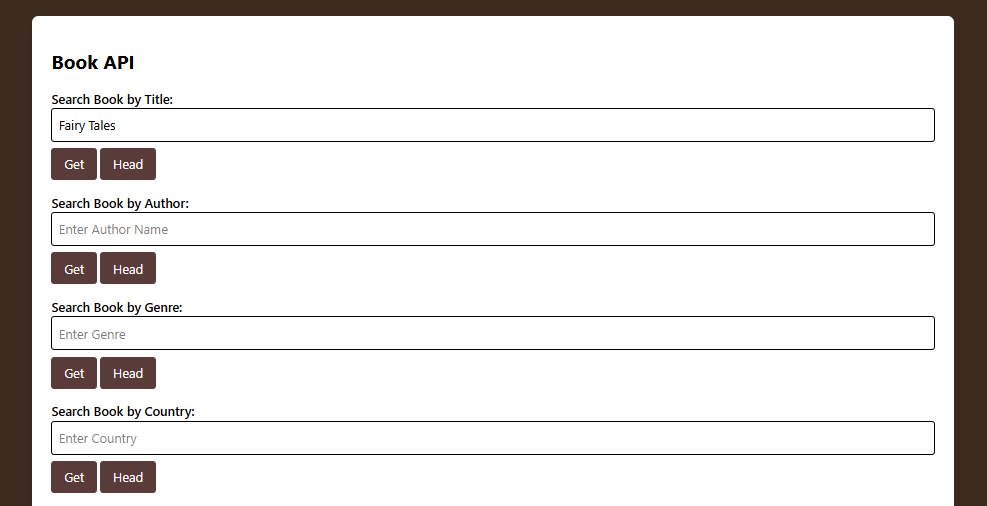 Book API
Search Book by Title:
Fairy Tales
Get Head
Search Book by Author:
Enter Author Name
Get Head
Search Book by Genre:
Enter Genre
Get Head
Search Book by Country:
Enter Country
Get Head